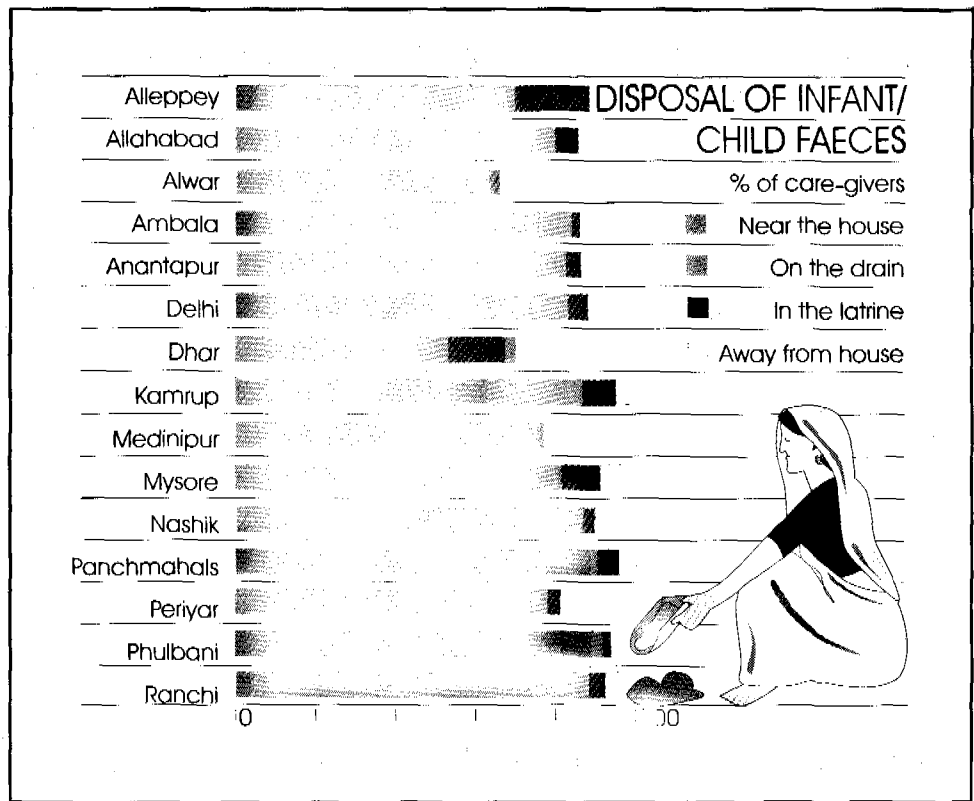 DISPOSAL OF INFANT/
CHILD FAECES
% of care-givers
Near the house
On the drain
In the latrine
Away from house
Alleppey
Allahabad
Alwar
Ambala
Anantapur
Delhi
Dhar
Kamrup
Medinipur
Mysore
Nashik
Panchmahals
Periyar
Phulbani
Ranchi
0